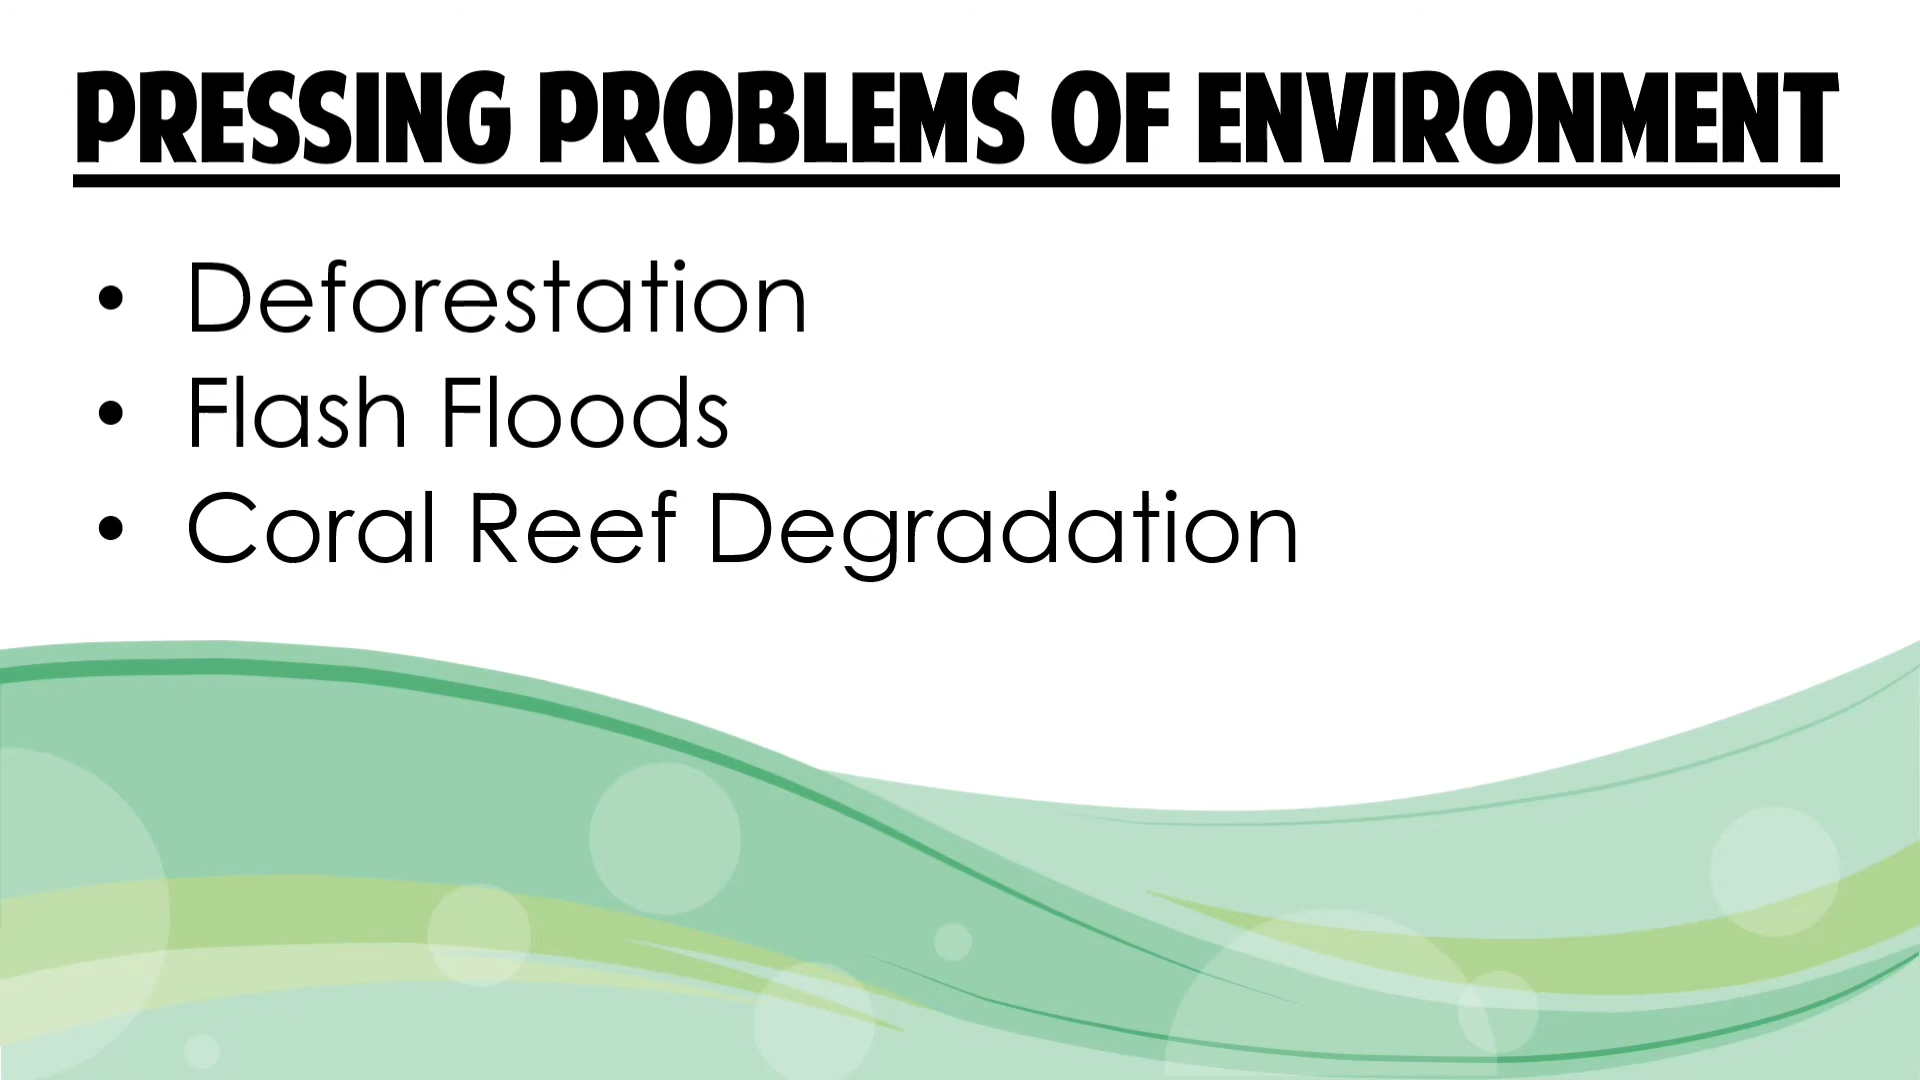 PRESSING PROBLEMS OF ENVIRONMENT
• Deforestation
• Flash Floods
• Coral Reef Degradation